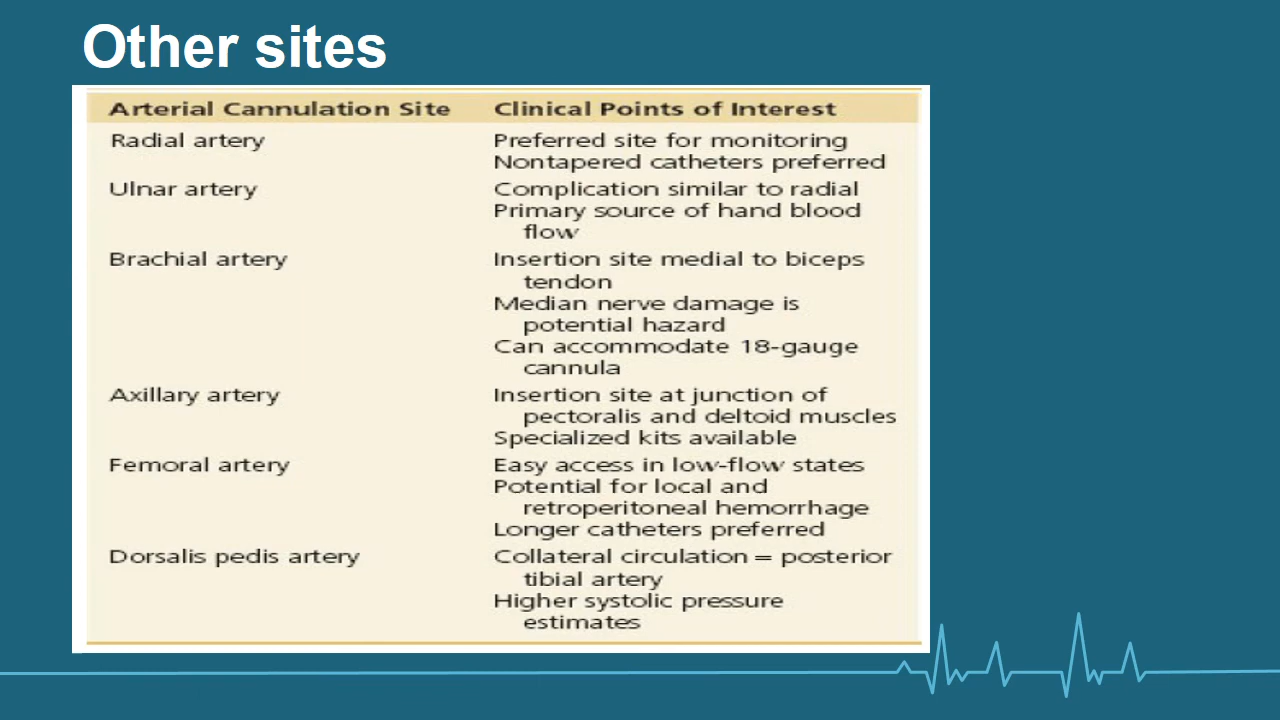 Other sites
Arterial Cannulation Site Clinical Points of Interest
Radial artery Preferred site for monitoring
Nontapered catheters preferred
Ulnar artery Complication similar to radial
Primary source of hand blood
flow
Brachial artery Insertion site medial to biceps
tendon
Median nerve damage is
potential hazard
Can accommodate 18-gauge
cannula
Axillary artery Insertion site at junction of
pectoralis and deltoid muscles
Specialized kits available
Femoral artery Easy access in low-flow states
Potential for local and
retroperitoneal hemorrhage
Longer catheters preferred
Dorsalis pedis artery Collateral circulation = posterior
tibial artery
Higher systolic pressure
estimates